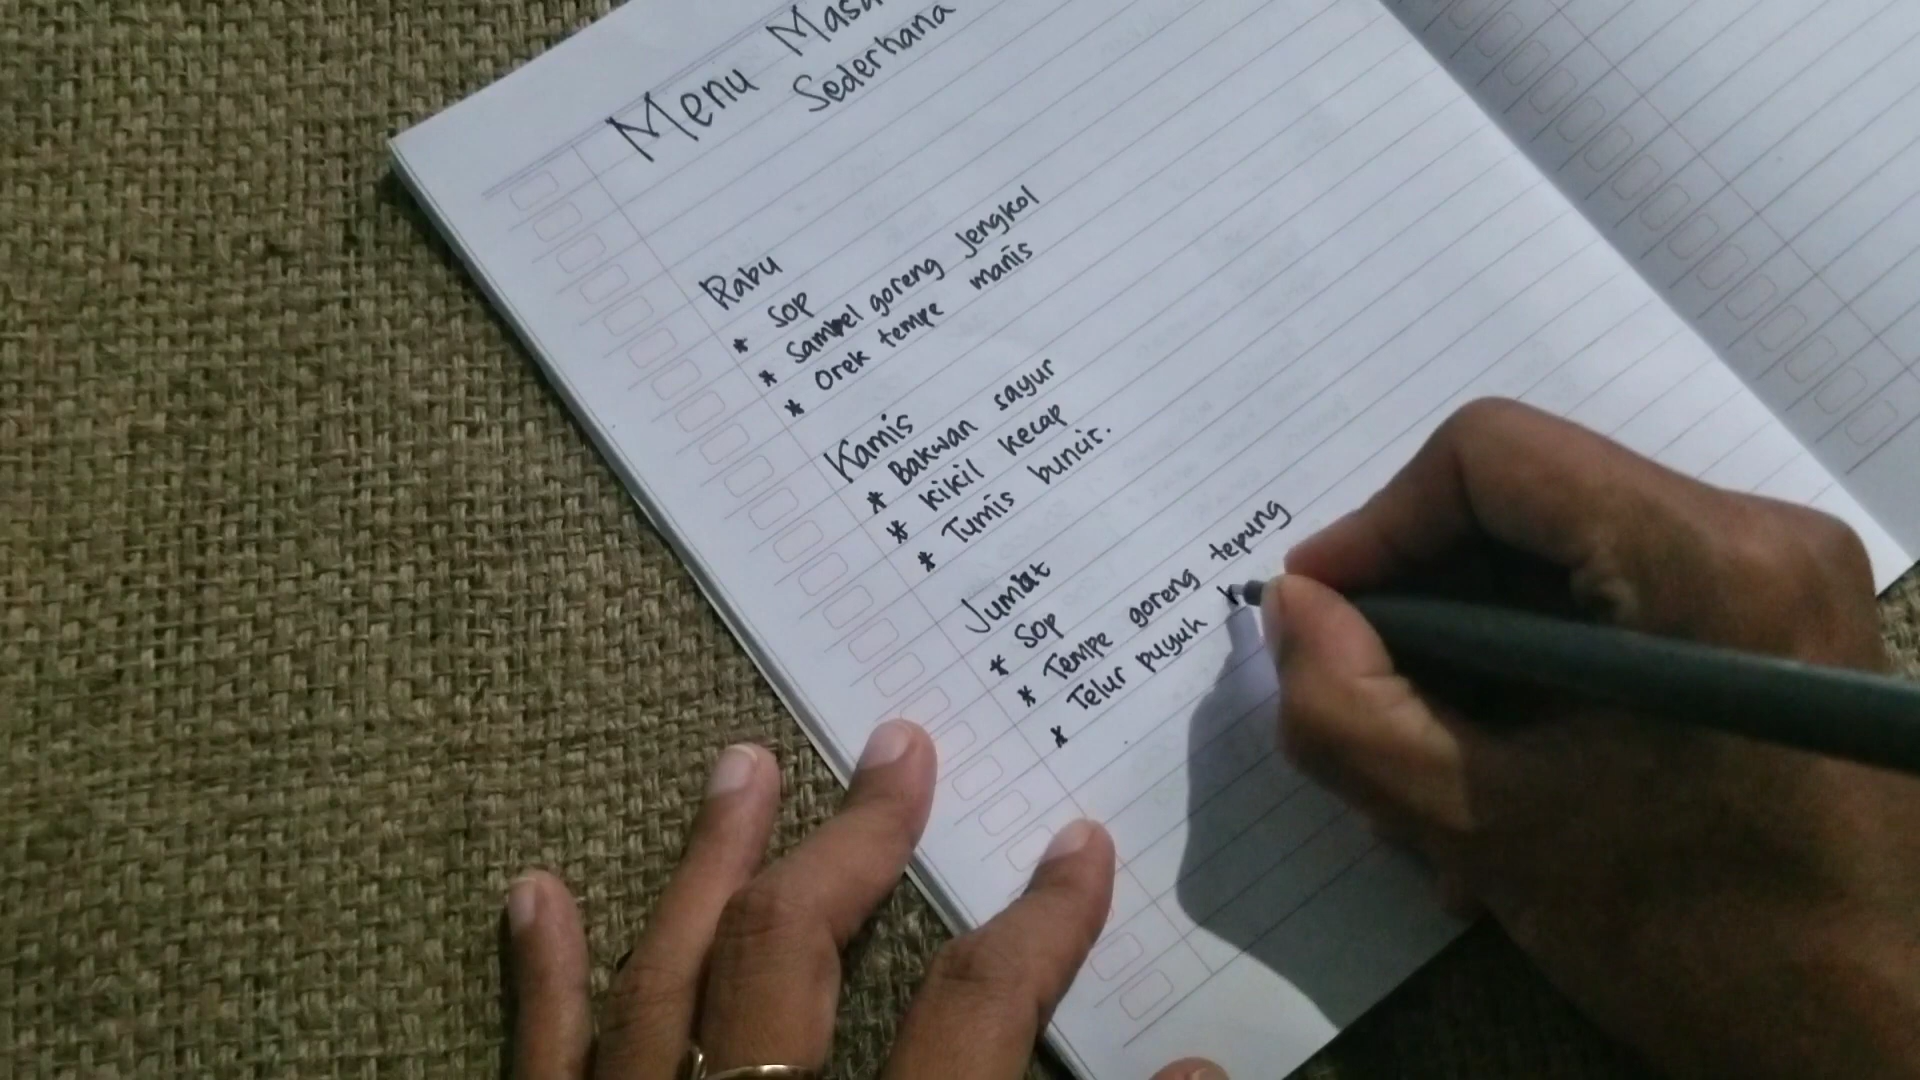 Menu Masa
Sederhana
Rabu
* Sop
* Sambel goreng Jengkol
* Orek tempe manis
Kamis
* Bakwan sayur
* Kikil kecap
* Tumis buncis.
Jumat
* Sop
* Tempe goreng tepung
* Telur puyuh